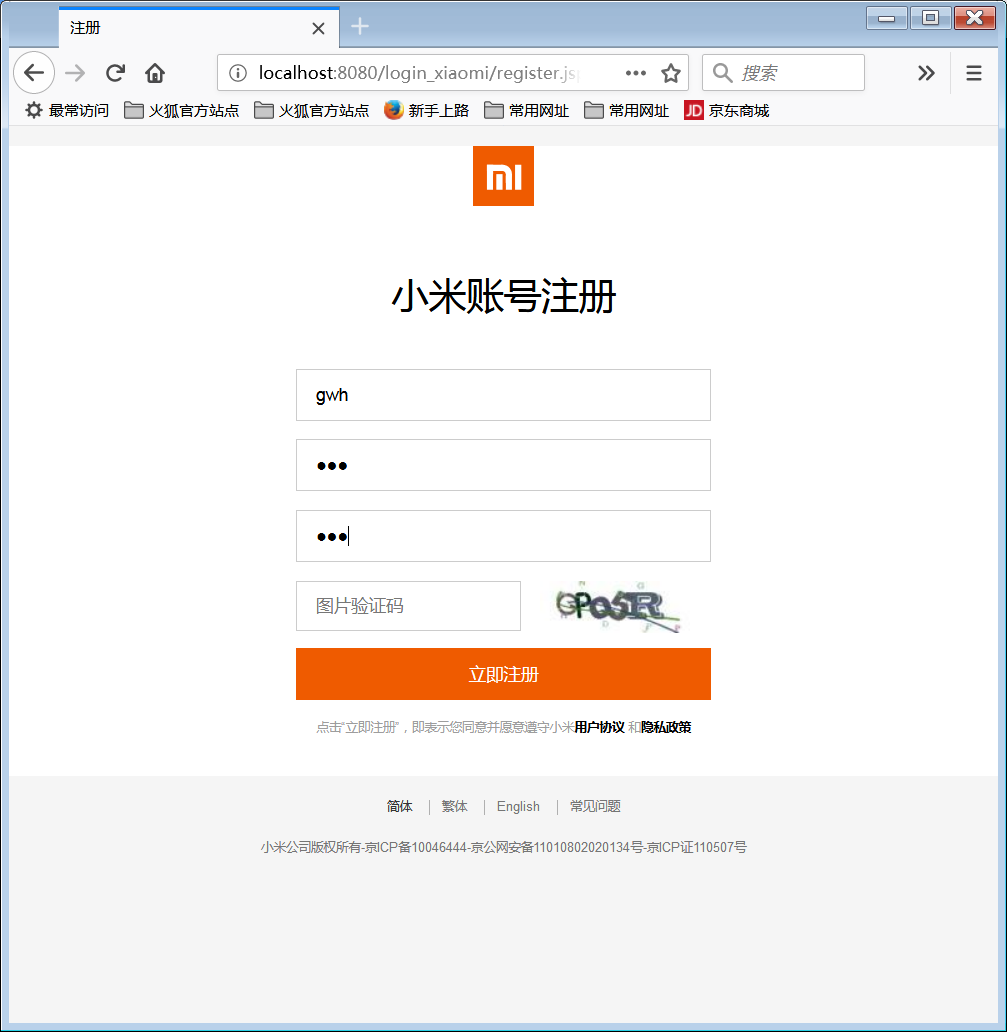 注册
localhost:8080/login_xiaomi/register.js
搜索
最常访问 火狐官方站点 火狐官方站点 新手上路 常用网址 常用网址 JD 京东商城
mi
小米账号注册
gwh
•••
•••
图片验证码
立即注册
点击“立即注册”，即表示您同意并愿意遵守小米用户协议 和隐私政策
简体 | 繁体 | English | 常见问题
小米公司版权所有-京ICP备10046444-京公网安备11010802020134号-京ICP证110507号